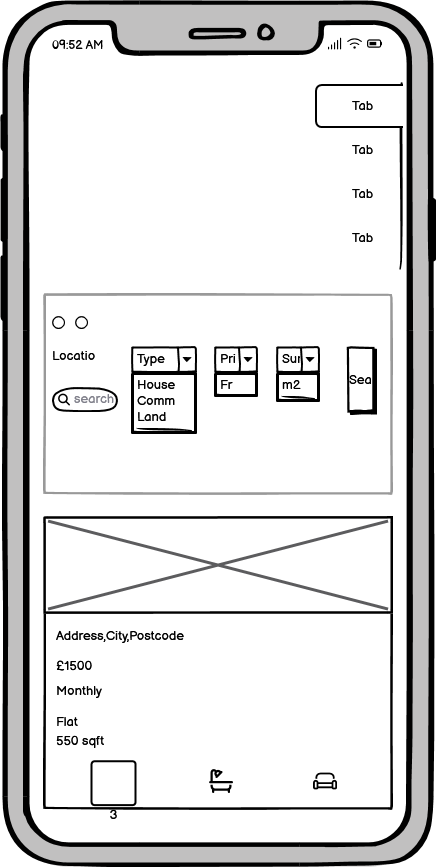 09:52 AM
Tab
Tab
Tab
Tab
Locatio
Type
Pri
Sur
Sea
search
House
Comm
Land
Fr
m2
Address,City,Postcode
£1500
Monthly
Flat
550 sqft
3